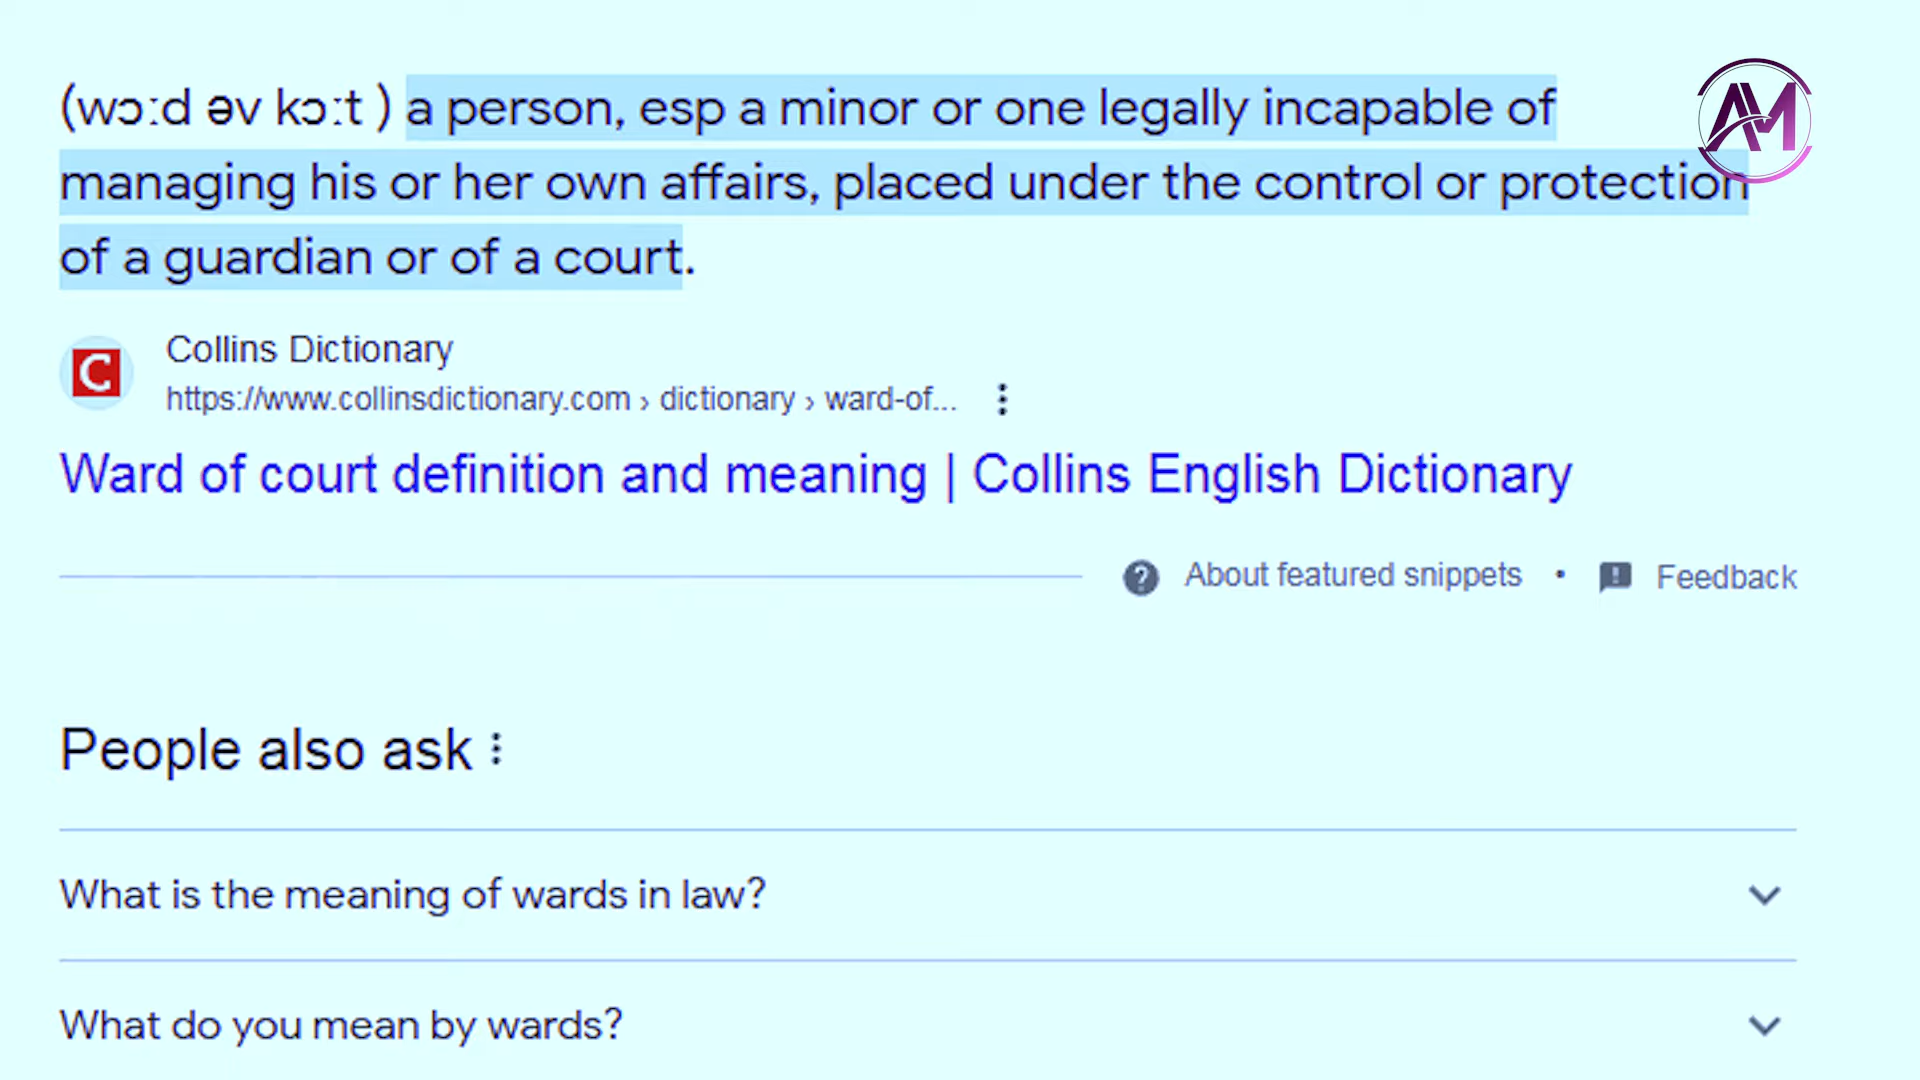 (wɔːd əv kɔːt ) a person, esp a minor or one legally incapable of
managing his or her own affairs, placed under the control or protection
of a guardian or of a court.
AM
C
Collins Dictionary
https://www.collinsdictionary.com › dictionary › ward-of...
Ward of court definition and meaning | Collins English Dictionary
About featured snippets • Feedback
People also ask
What is the meaning of wards in law?
What do you mean by wards?